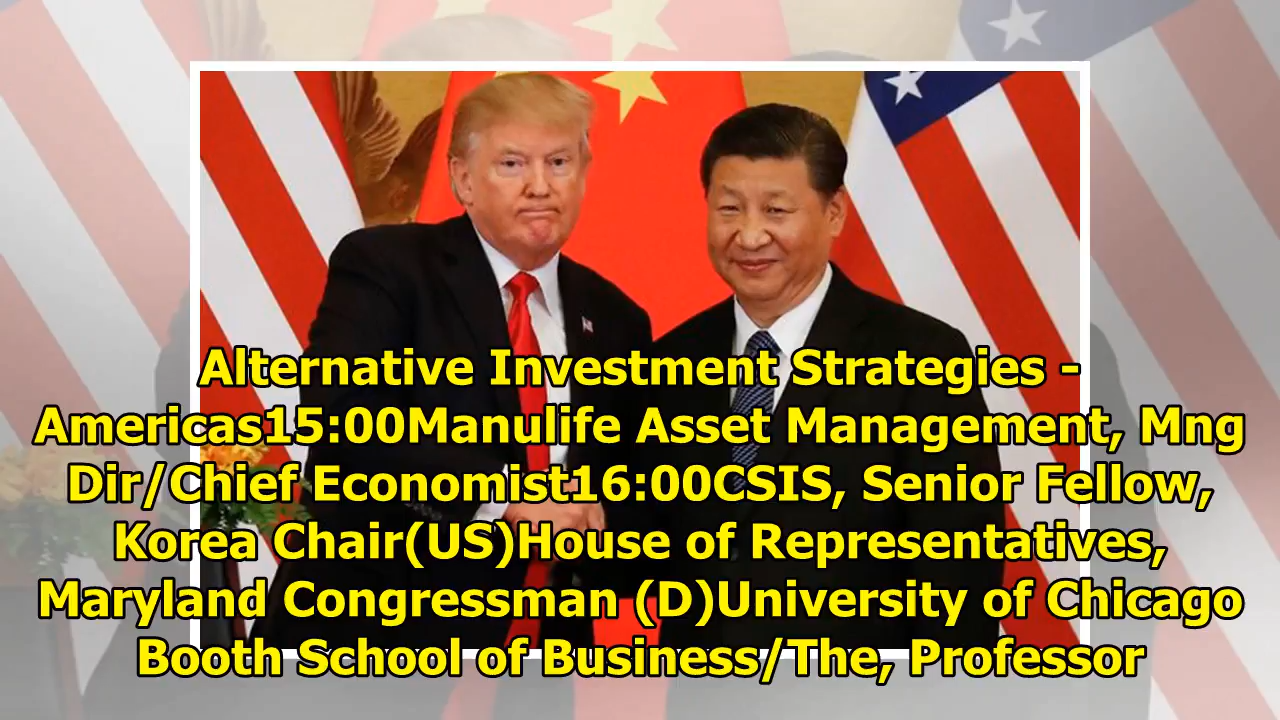 Alternative Investment Strategies -
Americas15:00Manulife Asset Management, Mng
Dir/Chief Economist16:00CSIS, Senior Fellow,
Korea Chair(US)House of Representatives,
Maryland Congressman (D)University of Chicago
Booth School of Business/The, Professor